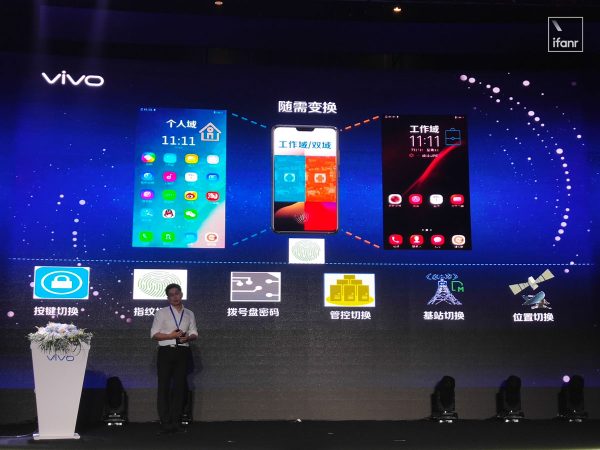 ifanr
vivo
随需变换
个人域
11:11
工作域/双域
工作域
11:11
按键切换
指纹
拨号盘密码
管控切换
基站切换
位置切换
vivo